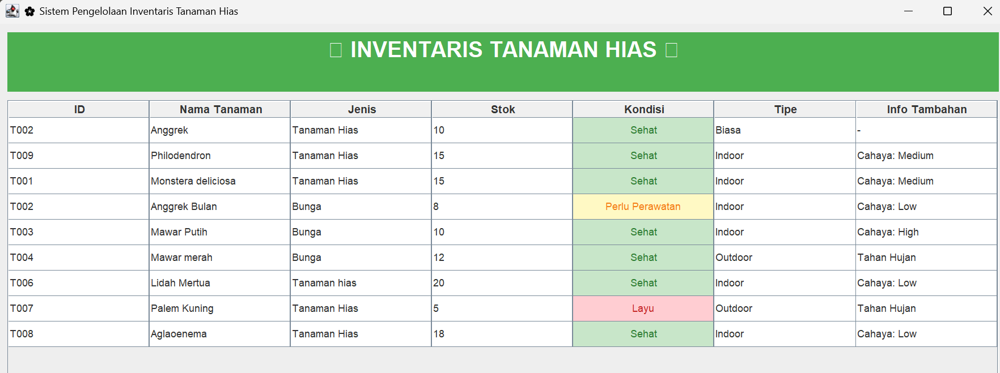 Sistem Pengelolaan Inventaris Tanaman Hias
INVENTARIS TANAMAN HIAS
ID Nama Tanaman Jenis Stok Kondisi Tipe Info Tambahan
T002 Anggrek Tanaman Hias 10 Sehat Biasa -
T009 Philodendron Tanaman Hias 15 Sehat Indoor Cahaya: Medium
T001 Monstera deliciosa Tanaman Hias 15 Sehat Indoor Cahaya: Medium
T002 Anggrek Bulan Bunga 8 Perlu Perawatan Indoor Cahaya: Low
T003 Mawar Putih Bunga 10 Sehat Indoor Cahaya: High
T004 Mawar merah Bunga 12 Sehat Outdoor Tahan Hujan
T006 Lidah Mertua Tanaman hias 20 Sehat Indoor Cahaya: Low
T007 Palem Kuning Tanaman Hias 5 Layu Outdoor Tahan Hujan
T008 Aglaoenema Tanaman Hias 18 Sehat Indoor Cahaya: Low